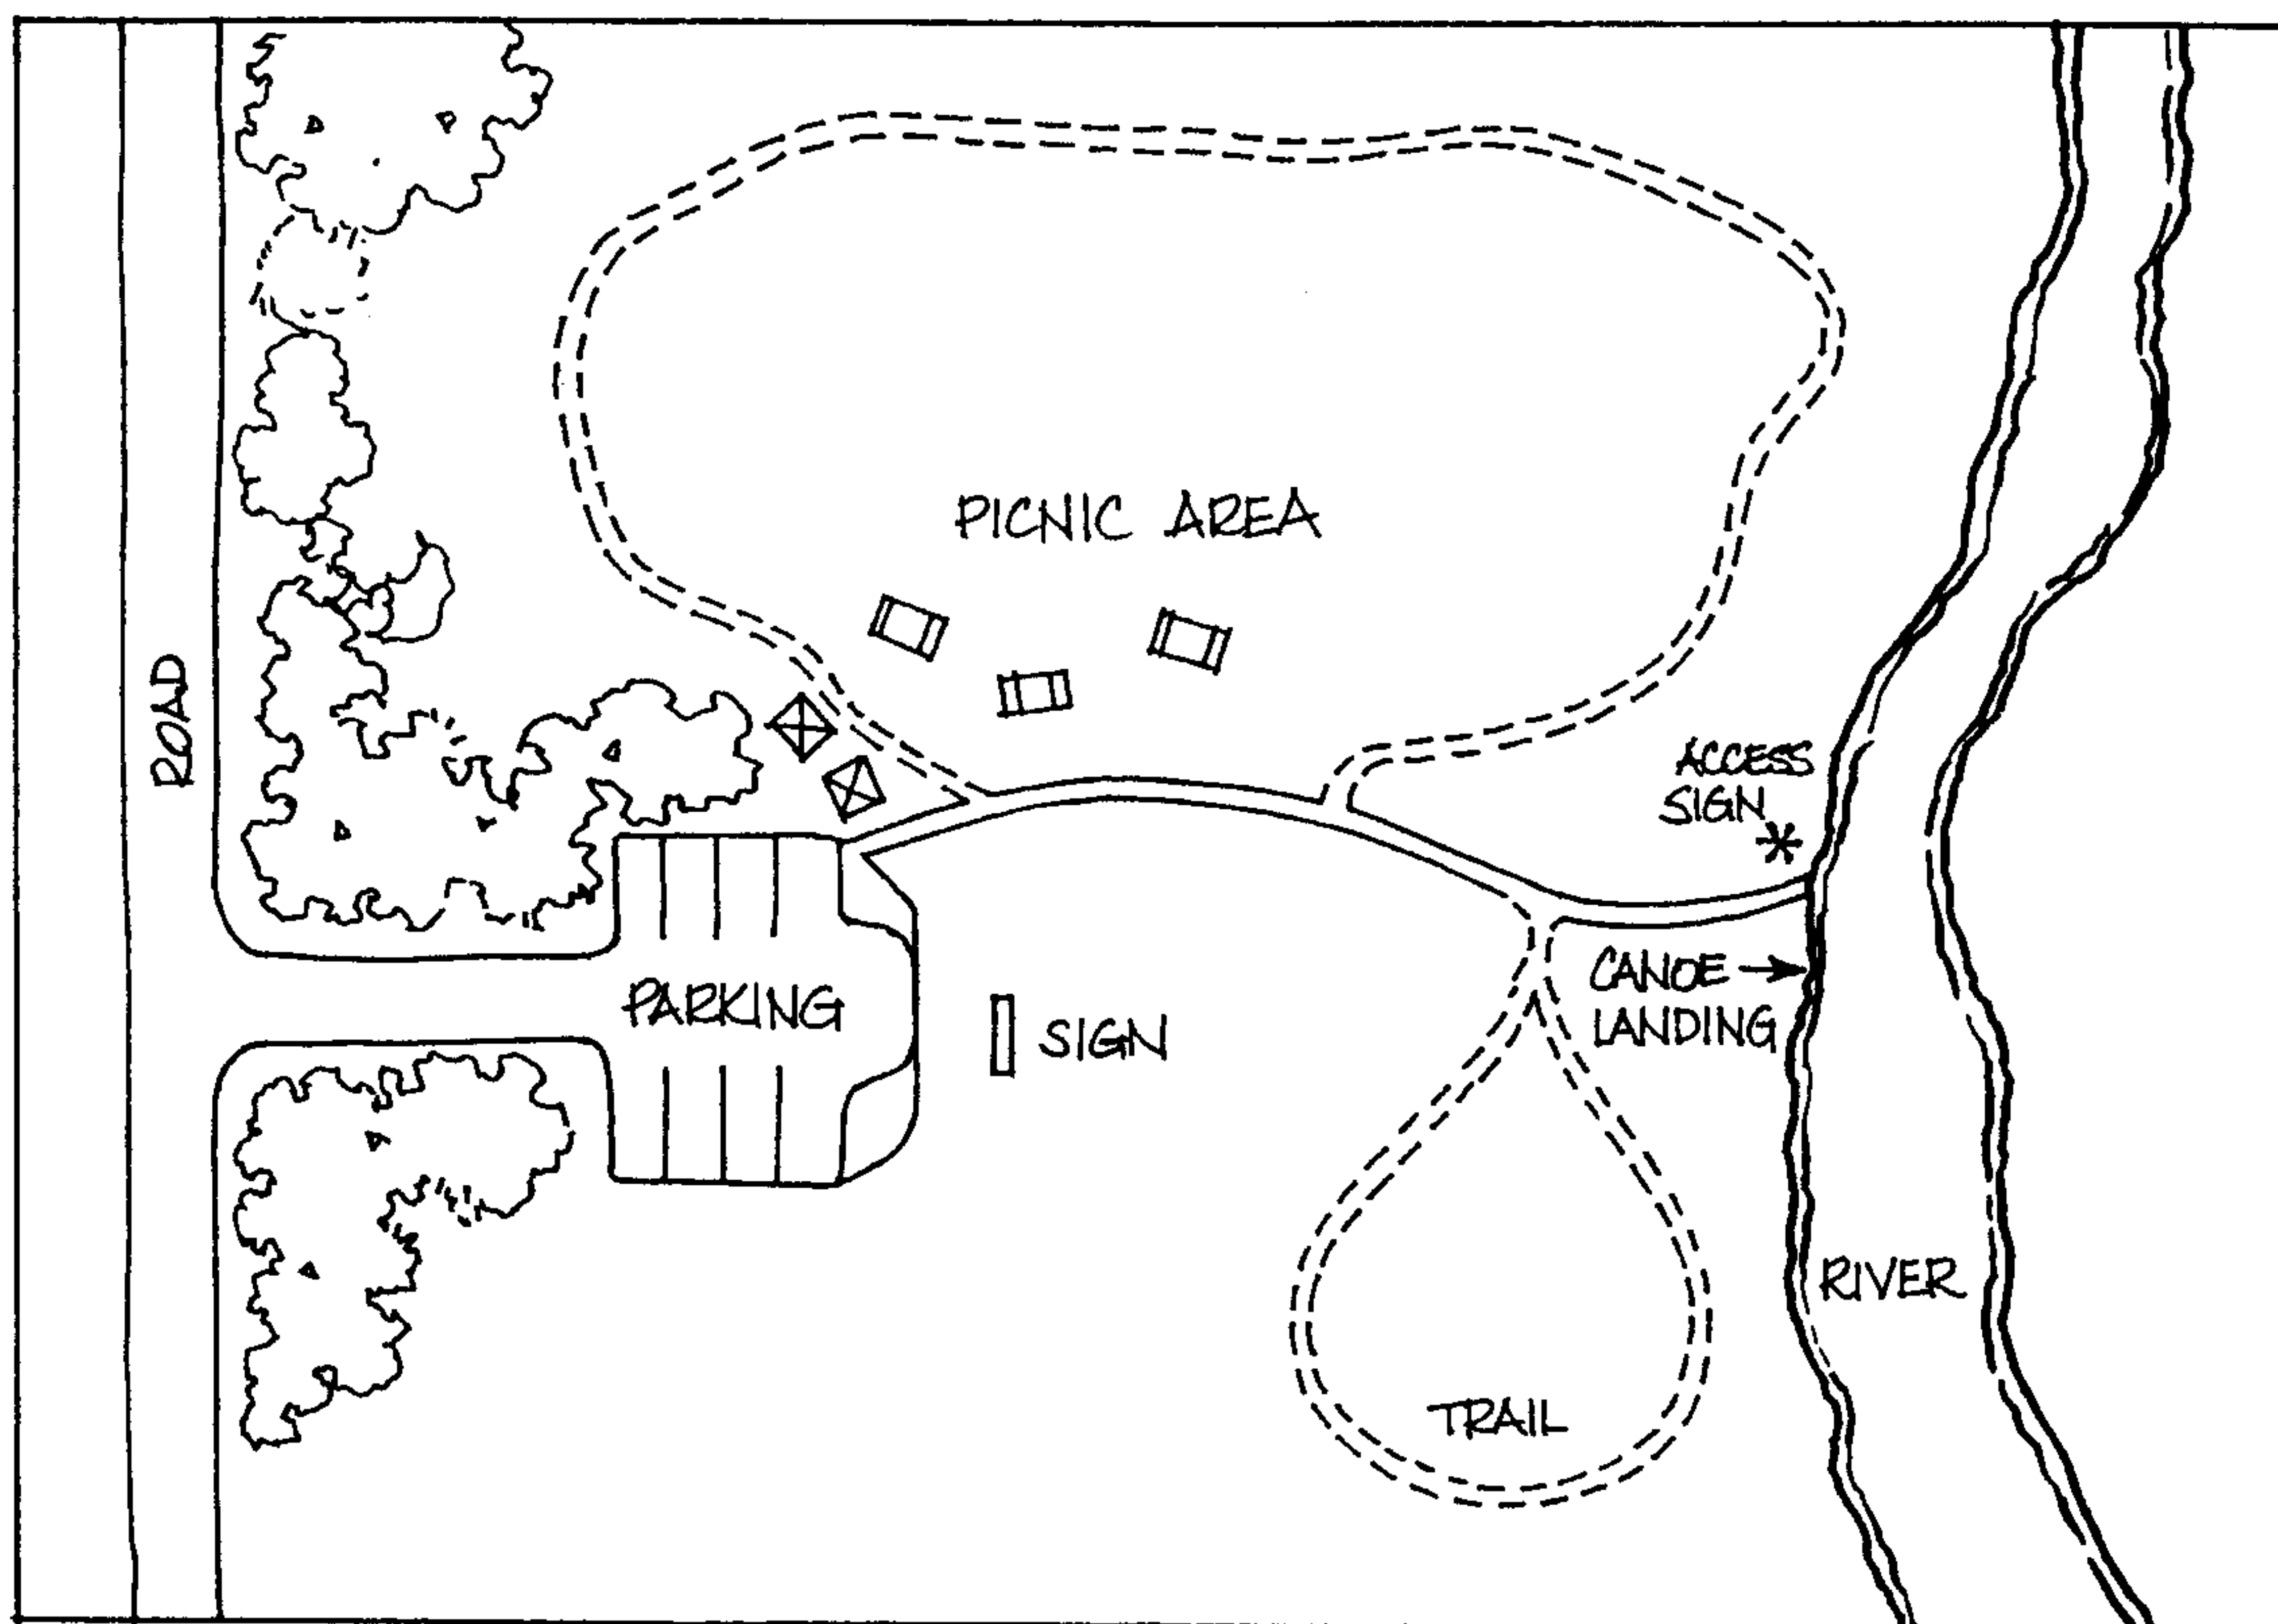 PICNIC AREA
ROAD
ACCESS
SIGN
PARKING
SIGN
CANOE
LANDING
RIVER
TRAIL